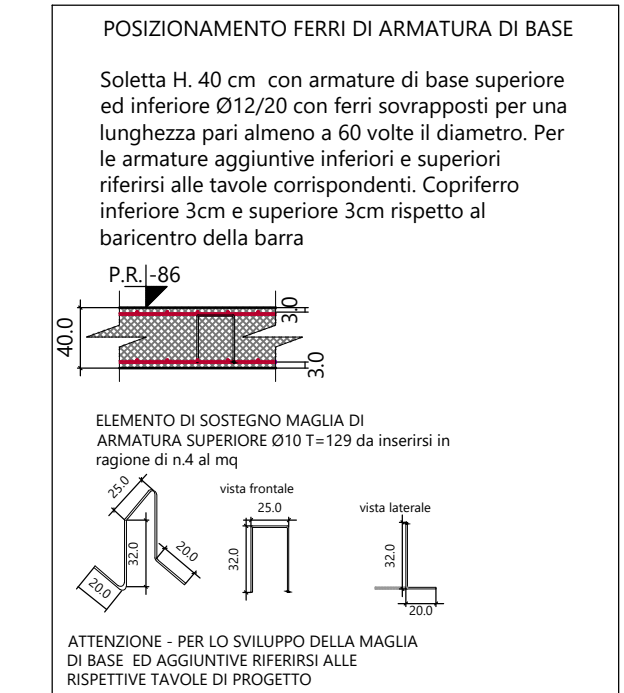 POSIZIONAMENTO FERRI DI ARMATURA DI BASE
Soletta H. 40 cm con armature di base superiore
ed inferiore Ø12/20 con ferri sovrapposti per una
lunghezza pari almeno a 60 volte il diametro. Per
le armature aggiuntive inferiori e superiori
riferirsi alle tavole corrispondenti. Copriferro
inferiore 3cm e superiore 3cm rispetto al
baricentro della barra
P.R. -86
40.0
3.0
3.0
ELEMENTO DI SOSTEGNO MAGLIA DI
ARMATURA SUPERIORE Ø10 T=129 da inserirsi in
ragione di n.4 al mq
25.0
32.0
20.0
20.0
vista frontale
25.0
32.0
vista laterale
32.0
20.0
ATTENZIONE - PER LO SVILUPPO DELLA MAGLIA
DI BASE ED AGGIUNTIVE RIFERIRSI ALLE
RISPETTIVE TAVOLE DI PROGETTO